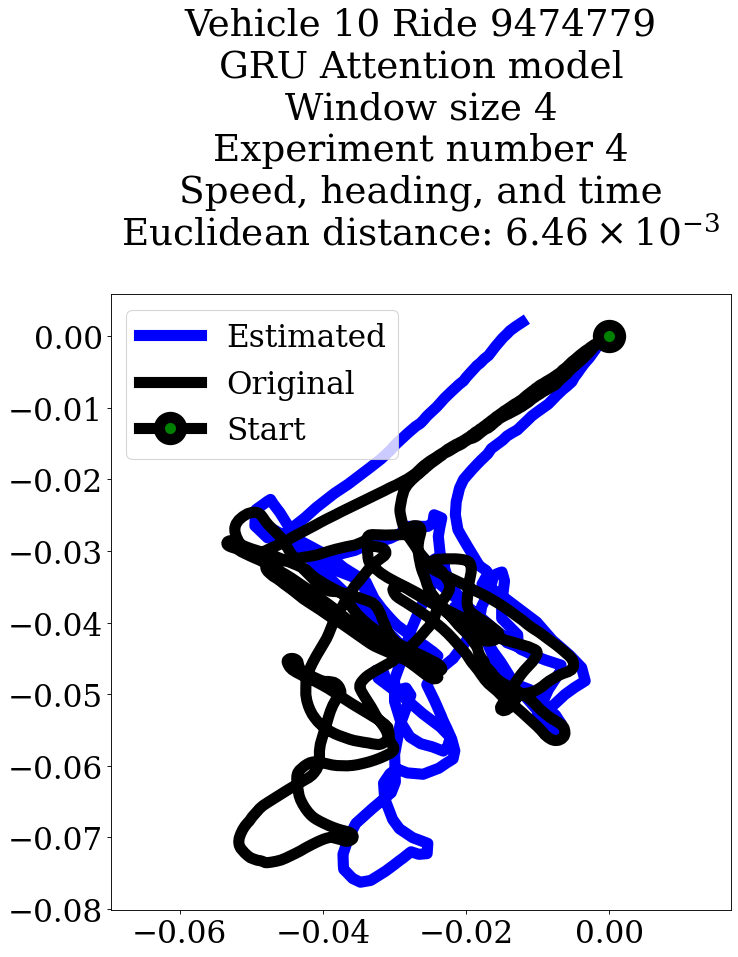 Vehicle 10 Ride 9474779
GRU Attention model
Window size 4
Experiment number 4
Speed, heading, and time
Euclidean distance: 6.46 × 10⁻³
Estimated
Original
Start
0.00
−0.01
−0.02
−0.03
−0.04
−0.05
−0.06
−0.07
−0.08
−0.06
−0.04
−0.02
0.00